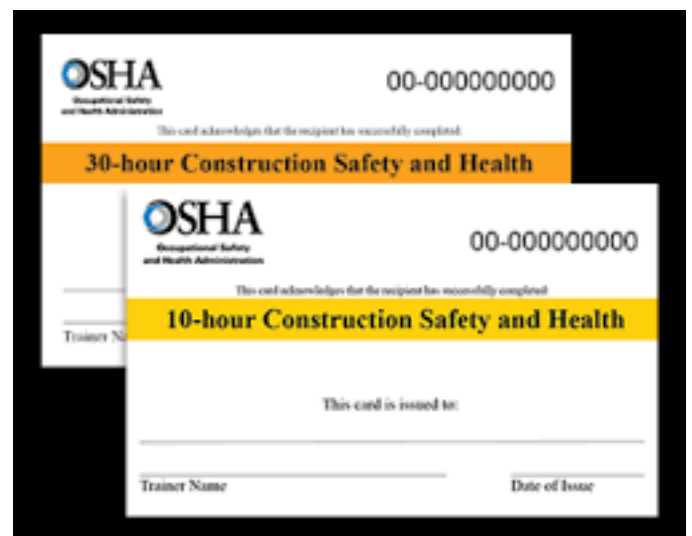 OSHA
Occupational Safety
and Health Administration
00-000000000
This card acknowledges that the recipient has successfully completed:
30-hour Construction Safety and Health
Trainer Na
OSHA
Occupational Safety
and Health Administration
00-000000000
This card acknowledges that the recipient has successfully completed:
10-hour Construction Safety and Health
This card is issued to:
Trainer Name
Date of Issue